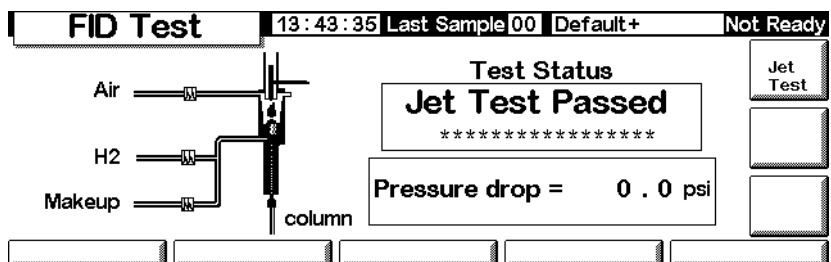 FID Test
13:43:35 Last Sample 00 Default+ Not Ready
Air
H2
Makeup
column
Test Status
Jet Test Passed
*****************
Pressure drop = 0.0 psi
Jet
Test